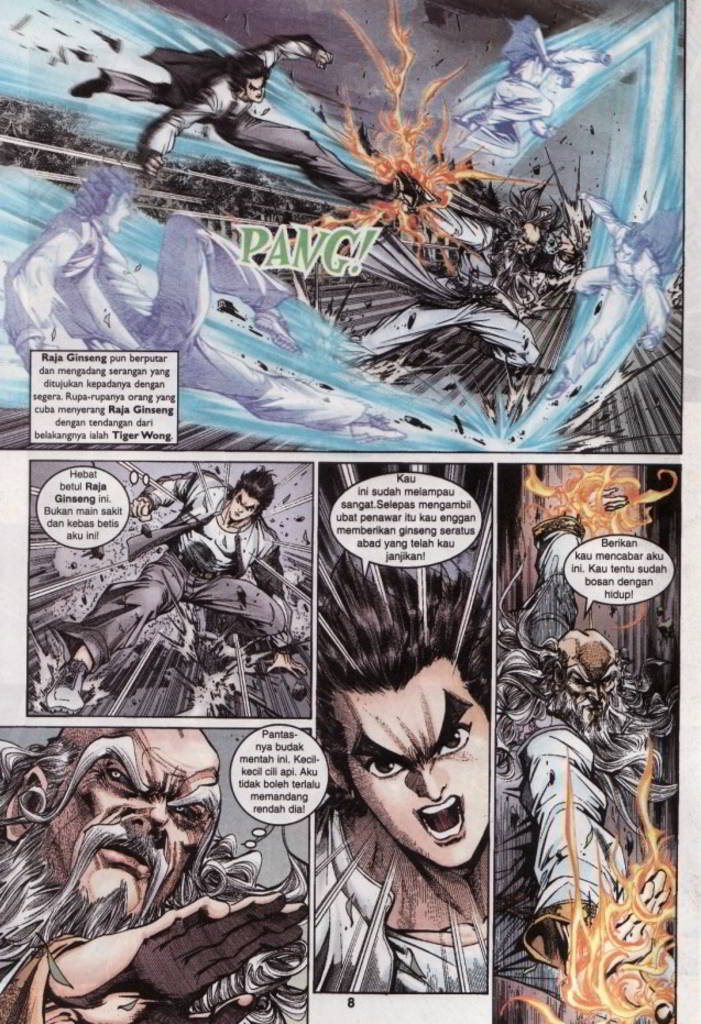 PANG!
Raja Ginseng pun berputar
dan mengadang serangan yang
ditujukan kepadanya dengan
segera. Rupa-rupanya orang yang
cuba menyerang Raja Ginseng
dengan tendangan dari
belakangnya ialah Tiger Wong.
Hebat
betul Raja
Ginseng ini.
Bukan main sakit
dan kebas betis
aku ini!
Kau
ini sudah melampau
sangat.Selepas mengambil
ubat penawar itu kau enggan
memberikan ginseng seratus
abad yang telah kau
janjikan!
Berikan
kau mencabar aku
ini. Kau tentu sudah
bosan dengan
hidup!
Pantas-
nya budak
mentah ini. Kecil-
kecil cili api. Aku
tidak boleh terlalu
memandang
rendah dia!
8